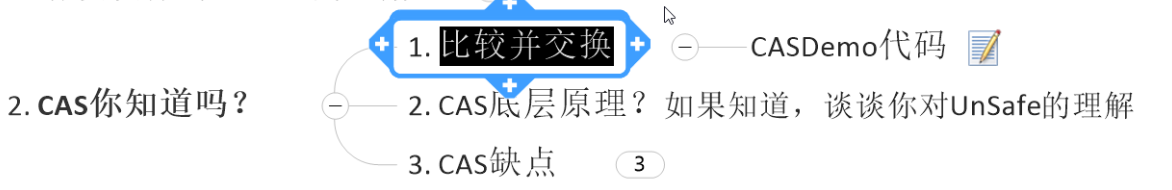 1. 比较并交换
CASDemo代码
2. CAS你知道吗？
2. CAS底层原理？如果知道，谈谈你对UnSafe的理解
3. CAS缺点
3